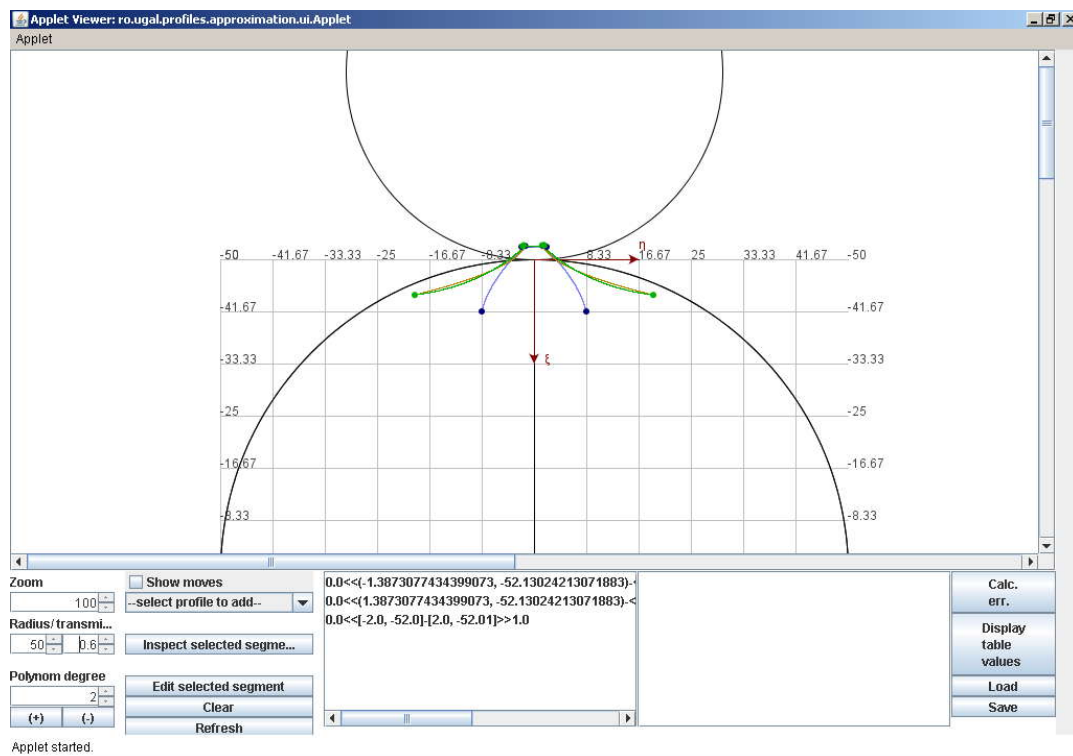 Applet Viewer: ro.ugal.profiles.approximation.ui.Applet
Applet
η
-50 -41.67 -33.33 -25 -16.67 -8.33 8.33 16.67 25 33.33 41.67 -50
-41.67 -41.67
ξ
-33.33 -33.33
-25 -25
-16.67 -16.67
-8.33 -8.33
Zoom
100
Show moves
--select profile to add--
Radius/transmi...
50 0.6
Inspect selected segme...
Polynom degree
2
(+) (-)
Edit selected segment
Clear
Refresh
0.0<<(-1.3873077434399073, -52.13024213071883)-<
0.0<<(1.3873077434399073, -52.13024213071883)-<
0.0<<[-2.0, -52.0]-[2.0, -52.01]>>1.0
Calc.
err.
Display
table
values
Load
Save
Applet started.